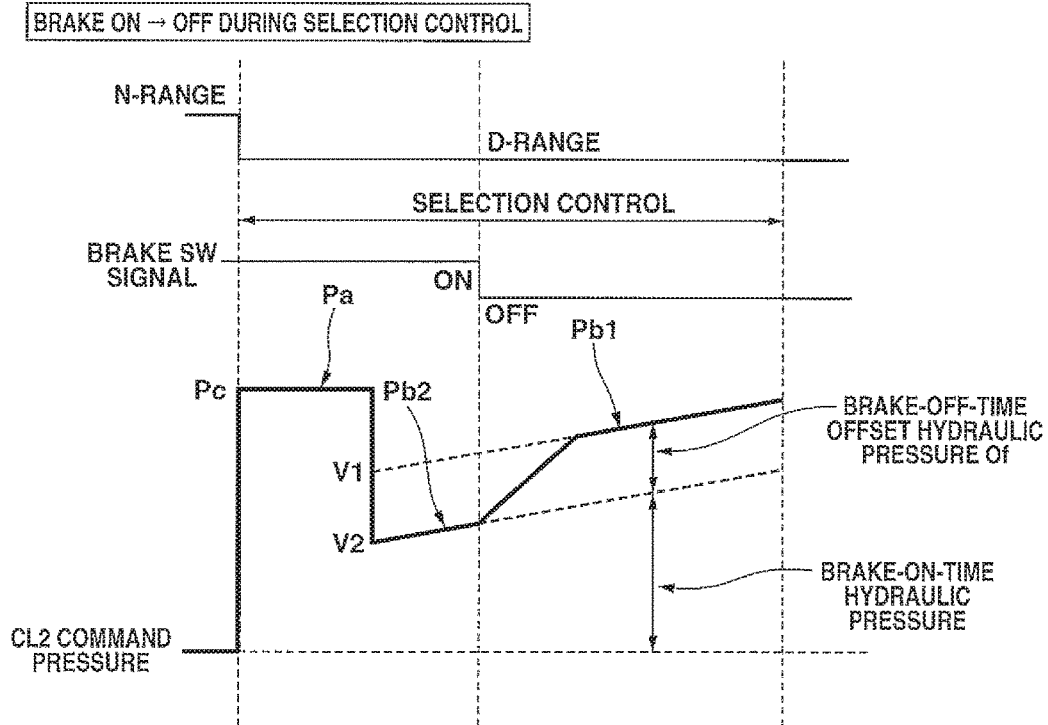 BRAKE ON → OFF DURING SELECTION CONTROL
N-RANGE
D-RANGE
SELECTION CONTROL
BRAKE SW
SIGNAL
ON
OFF
Pa
Pb1
Pc
Pb2
BRAKE-OFF-TIME
OFFSET HYDRAULIC
PRESSURE Of
V1
V2
BRAKE-ON-TIME
HYDRAULIC
PRESSURE
CL2 COMMAND
PRESSURE